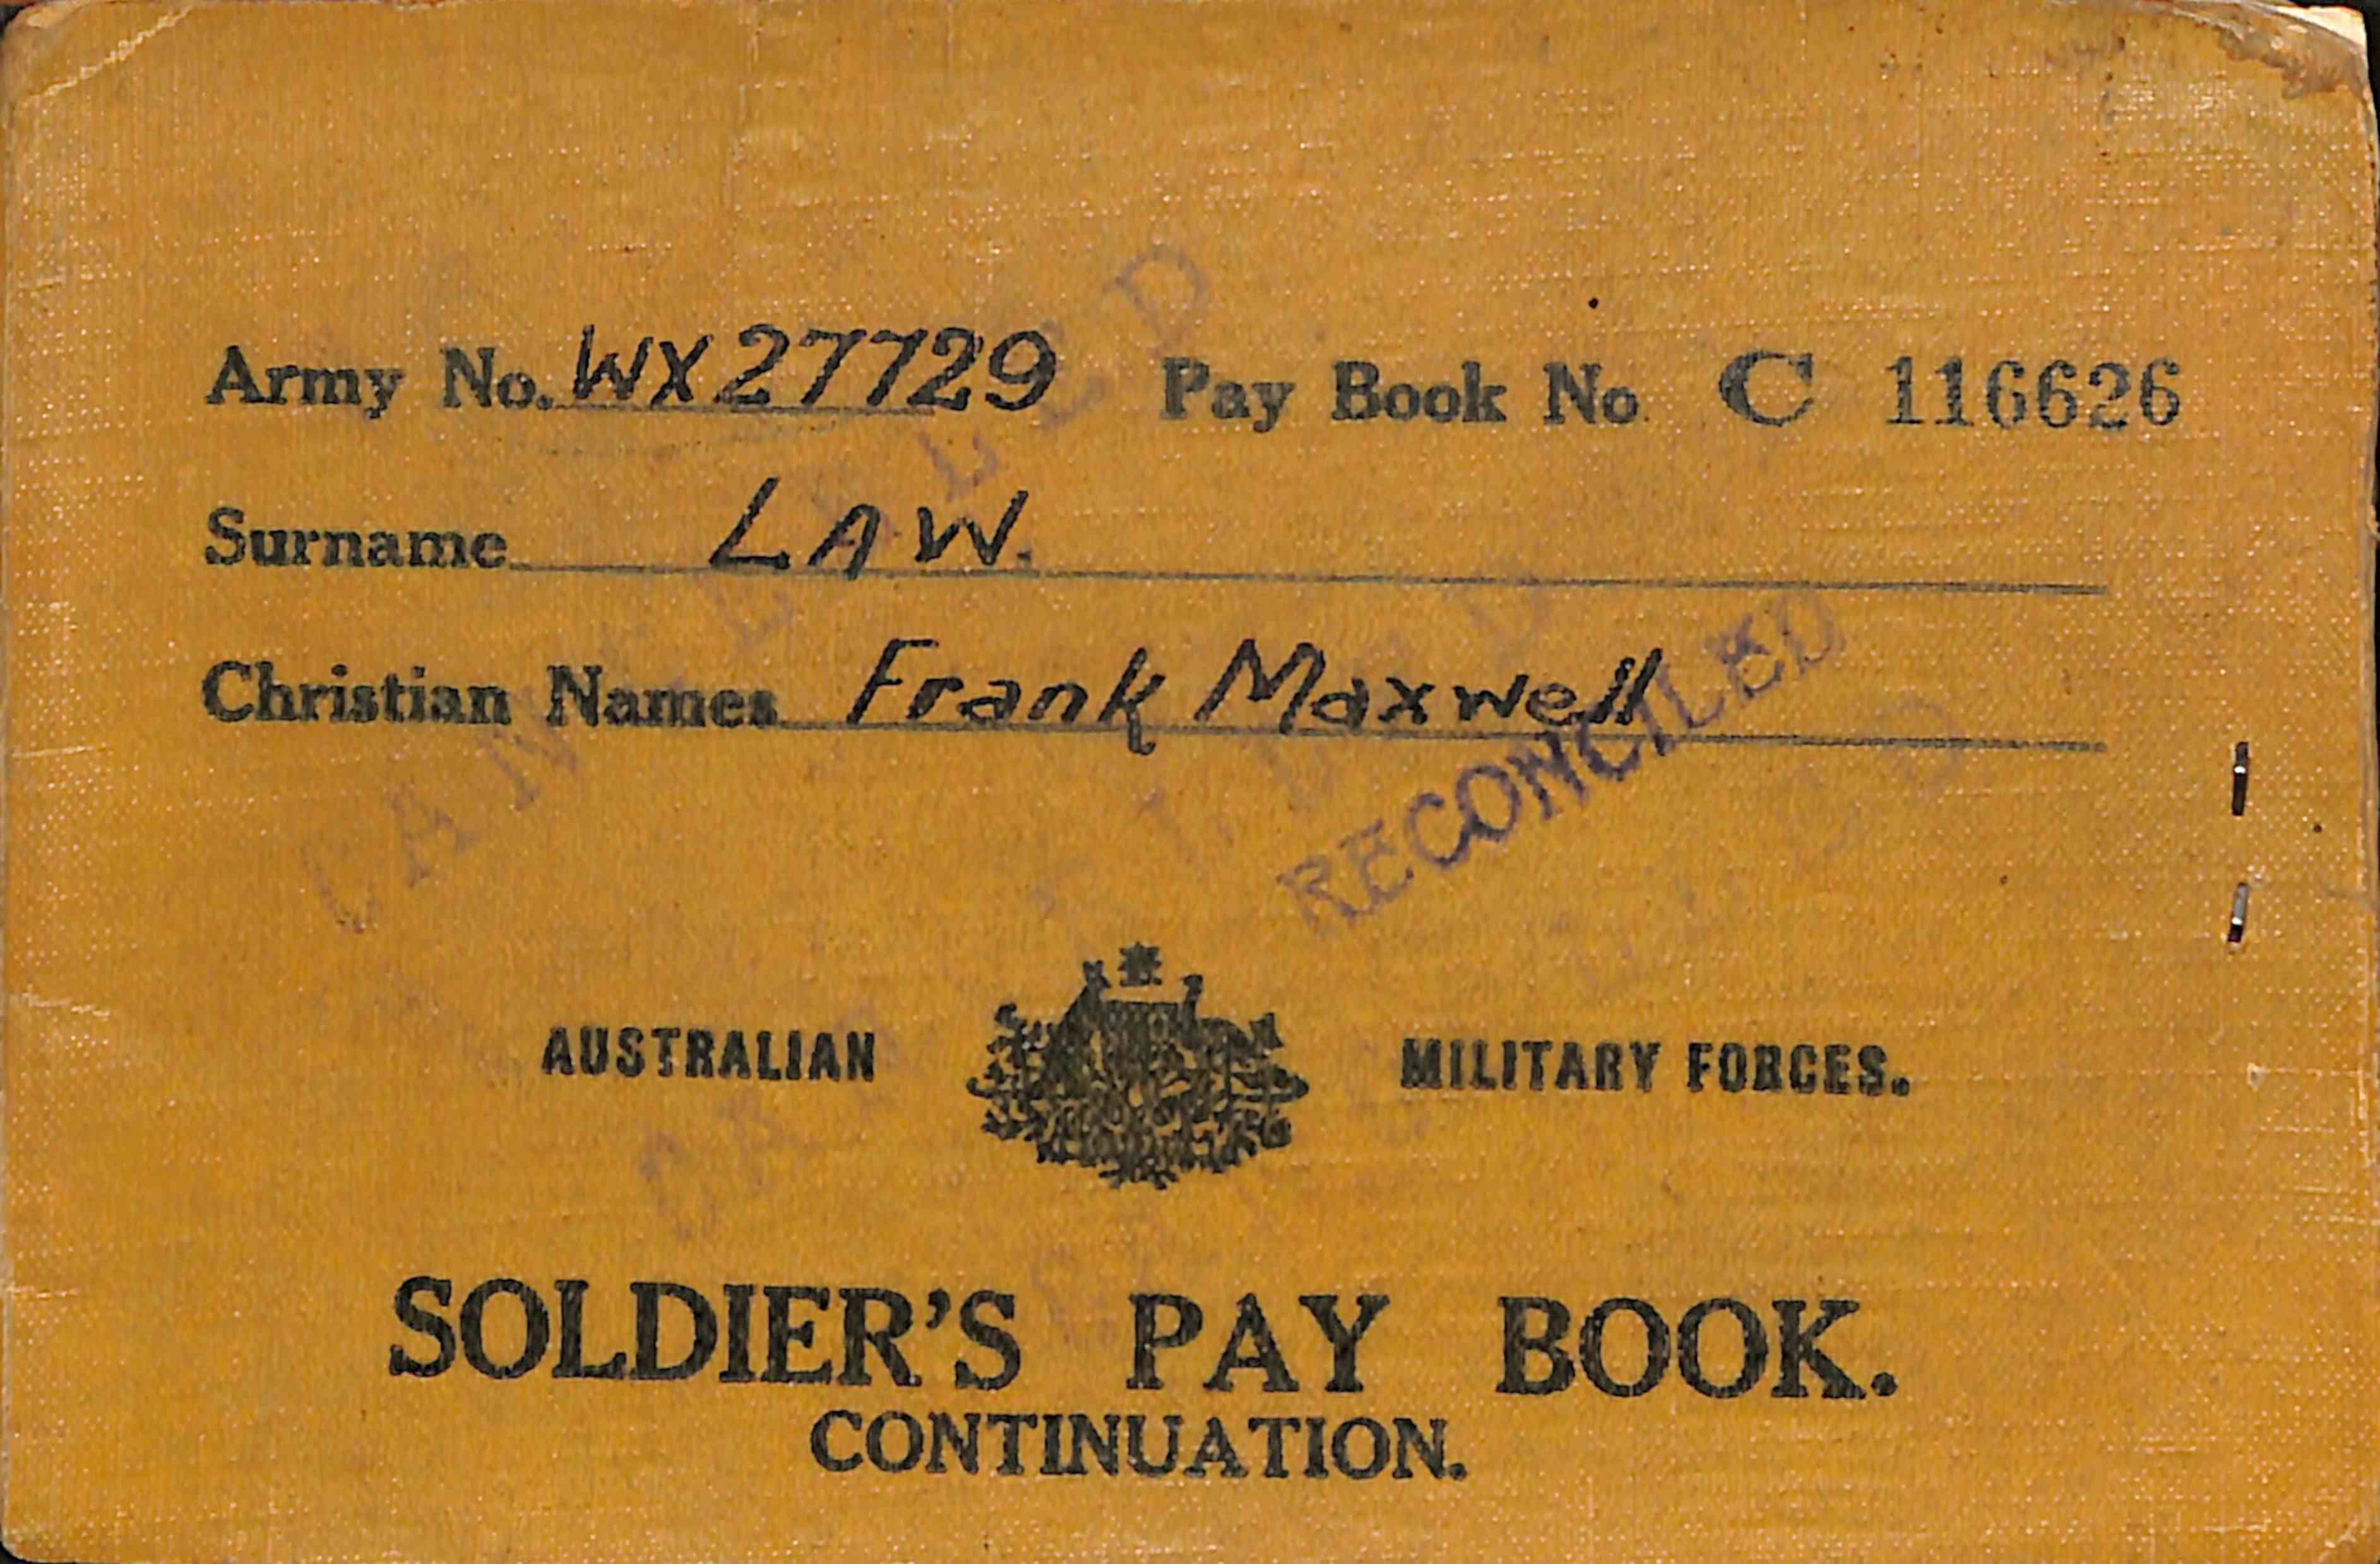 Army No. WX27729 Pay Book No C 116626
Surname LAW.
Christian Names Frank Maxwell
CANCELLED
RECONCILED
AUSTRALIAN MILITARY FORCES.
SOLDIER'S PAY BOOK.
CONTINUATION.